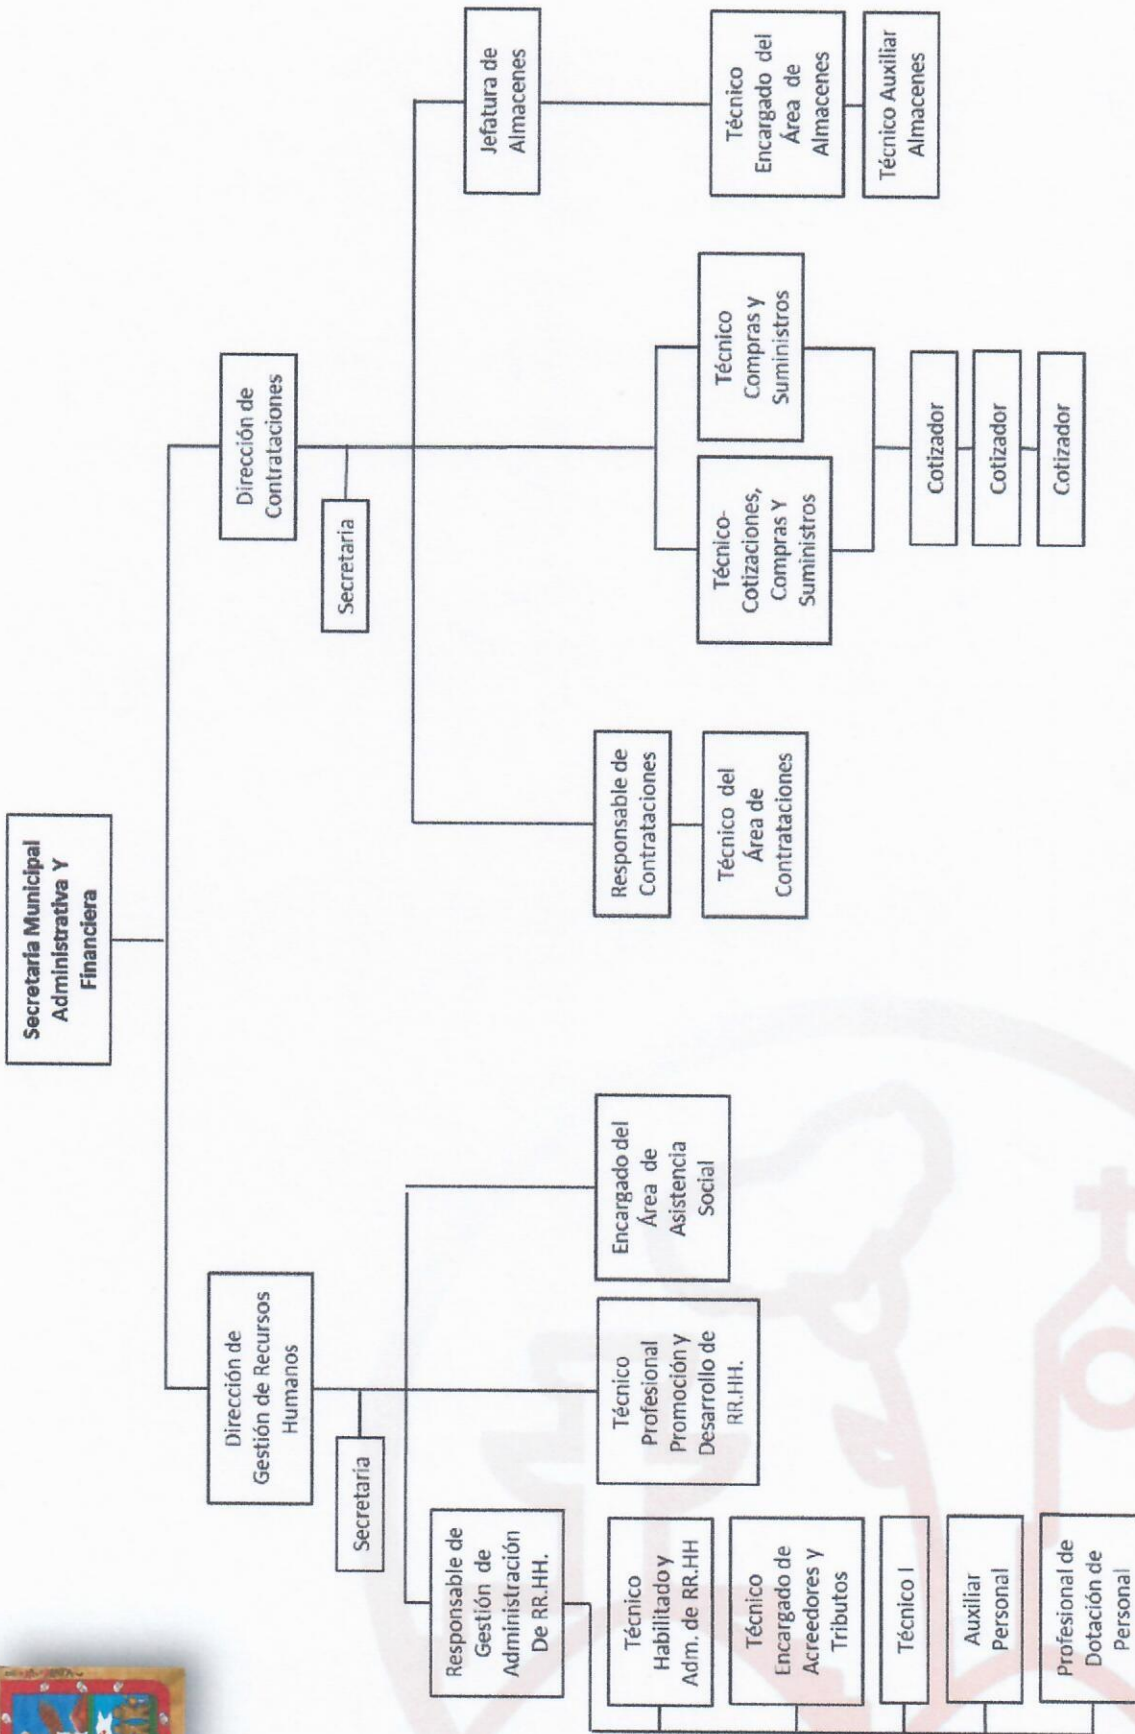 Secretaria Municipal
Administrativa Y
Financiera
Dirección de
Gestión de Recursos
Humanos
Secretaria
Responsable de
Gestión de
Administración
De RR.HH.
Técnico
Habilitado y
Adm. de RR.HH
Técnico
Encargado de
Acreedores y
Tributos
Técnico I
Auxiliar
Personal
Profesional de
Dotación de
Personal
Técnico
Profesional
Promoción y
Desarrollo de
RR.HH.
Encargado del
Área de
Asistencia
Social
Dirección de
Contrataciones
Secretaria
Responsable de
Contrataciones
Técnico del
Área de
Contrataciones
Técnico-
Cotizaciones,
Compras Y
Suministros
Técnico
Compras y
Suministros
Cotizador
Cotizador
Cotizador
Jefatura de
Almacenes
Técnico
Encargado del
Área de
Almacenes
Técnico Auxiliar
Almacenes